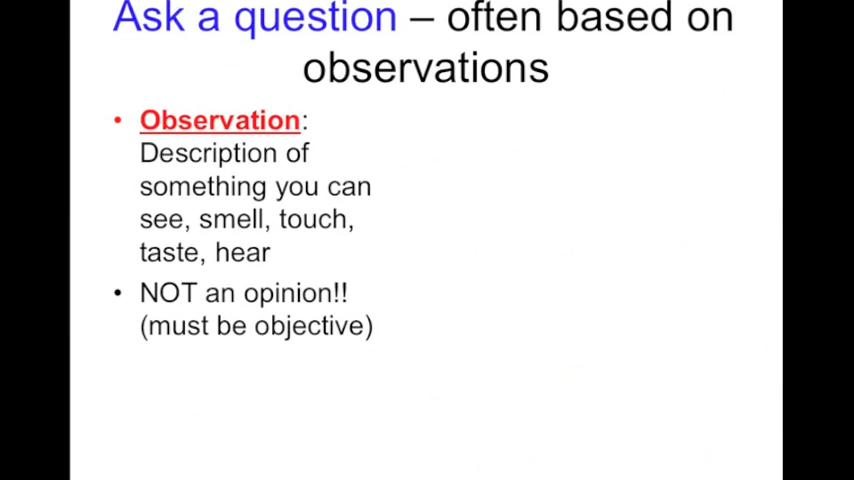 Ask a question – often based on
observations
• Observation:
Description of
something you can
see, smell, touch,
taste, hear
• NOT an opinion!!
(must be objective)